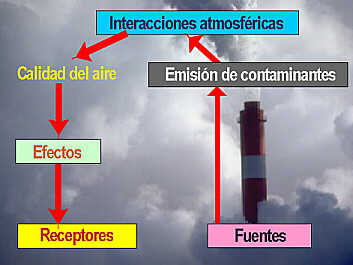 Interacciones atmosféricas
Calidad del aire
Emisión de contaminantes
Efectos
Receptores
Fuentes